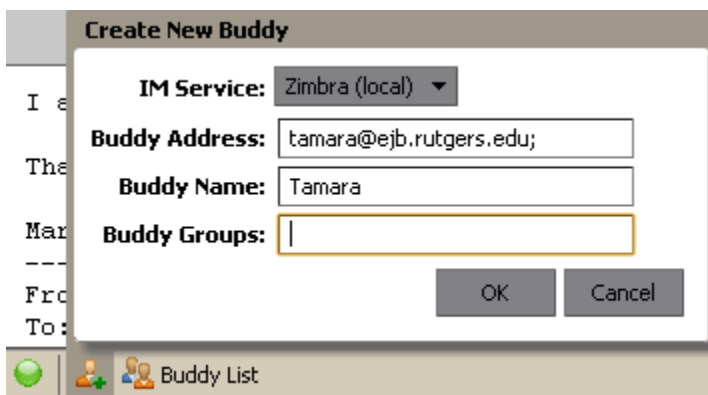 Create New Buddy
IM Service: Zimbra (local)
I a
Buddy Address: tamara@ejb.rutgers.edu;
Tha
Buddy Name: Tamara
Mar
Buddy Groups:
---
Fro
OK Cancel
To:
Buddy List